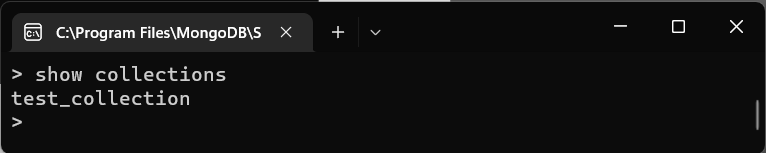 C:\Program Files\MongoDB\S
> show collections
test_collection
>